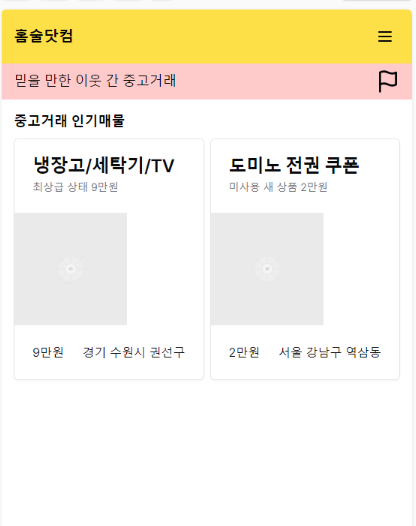 홈술닷컴
믿을 만한 이웃 간 중고거래
중고거래 인기매물
냉장고/세탁기/TV
최상급 상태 9만원
9만원 경기 수원시 권선구
도미노 전권 쿠폰
미사용 새 상품 2만원
2만원 서울 강남구 역삼동